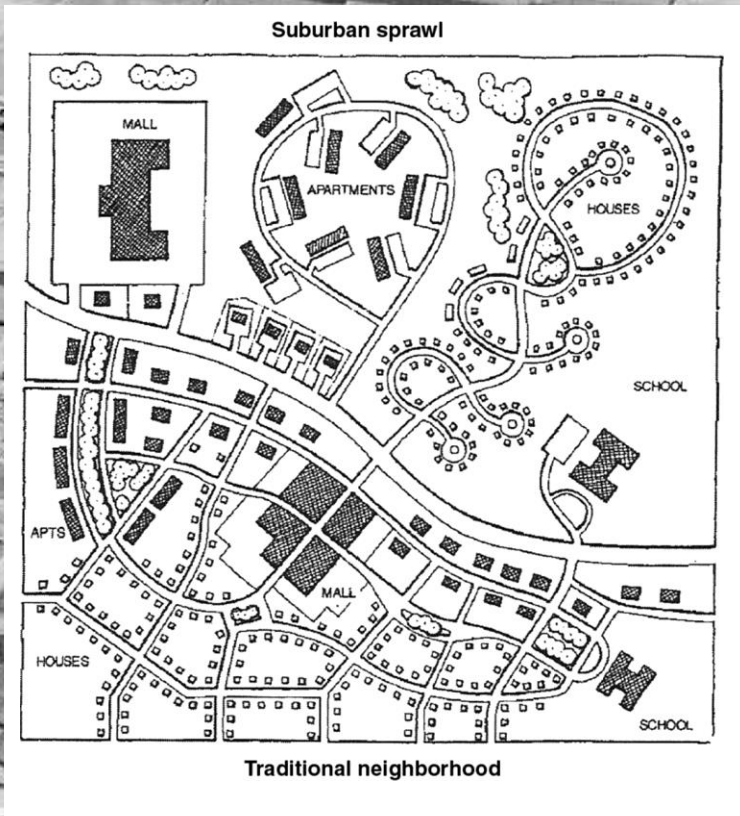 Suburban sprawl
MALL
APARTMENTS
HOUSES
SCHOOL
APTS
MALL
HOUSES
SCHOOL
Traditional neighborhood